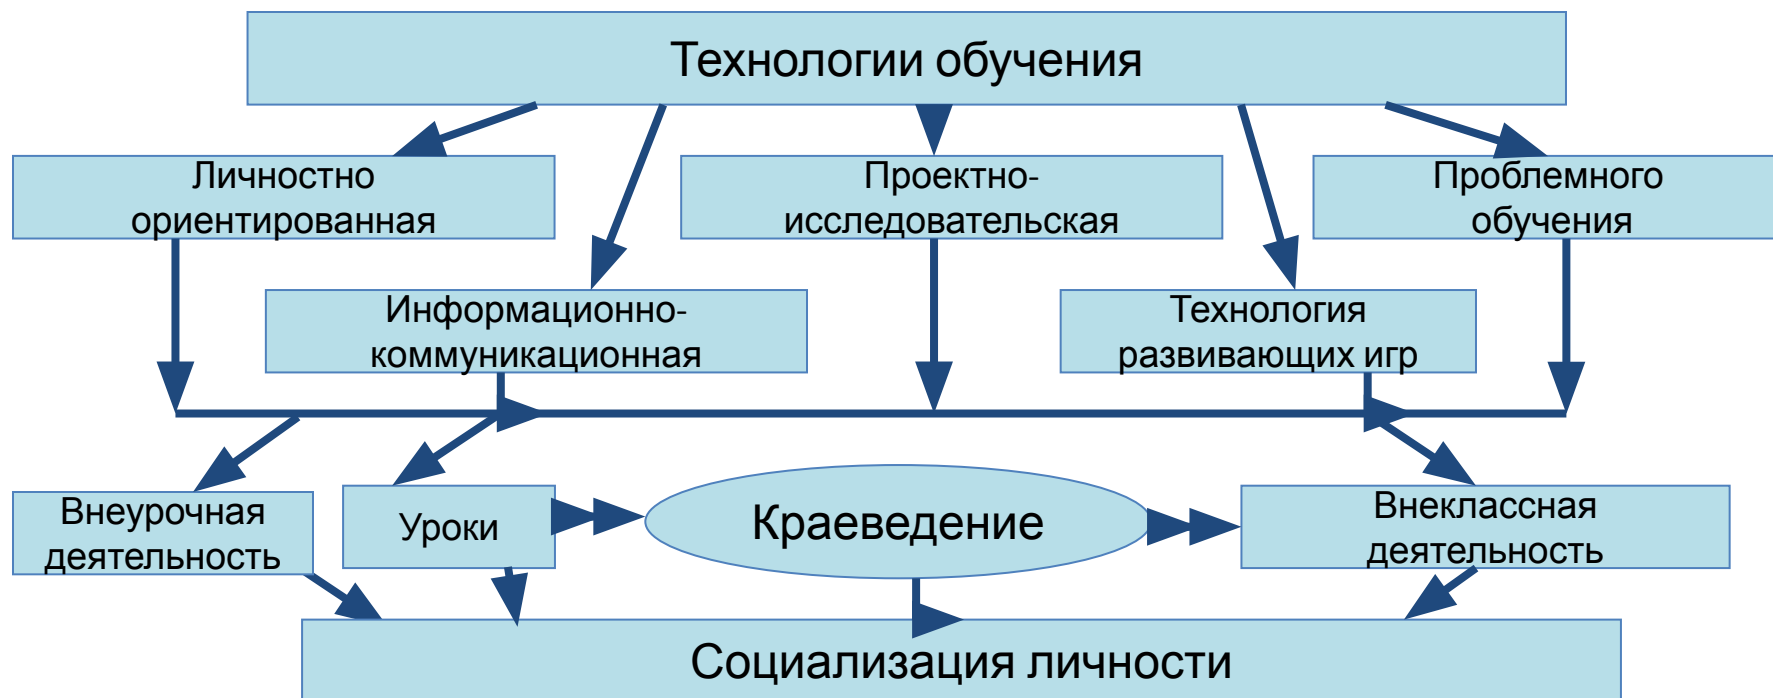 Технологии обучения
Личностно
ориентированная
Проектно-
исследовательская
Проблемного
обучения
Информационно-
коммуникационная
Технология
развивающих игр
Внеурочная
деятельность
Уроки
Краеведение
Внеклассная
деятельность
Социализация личности